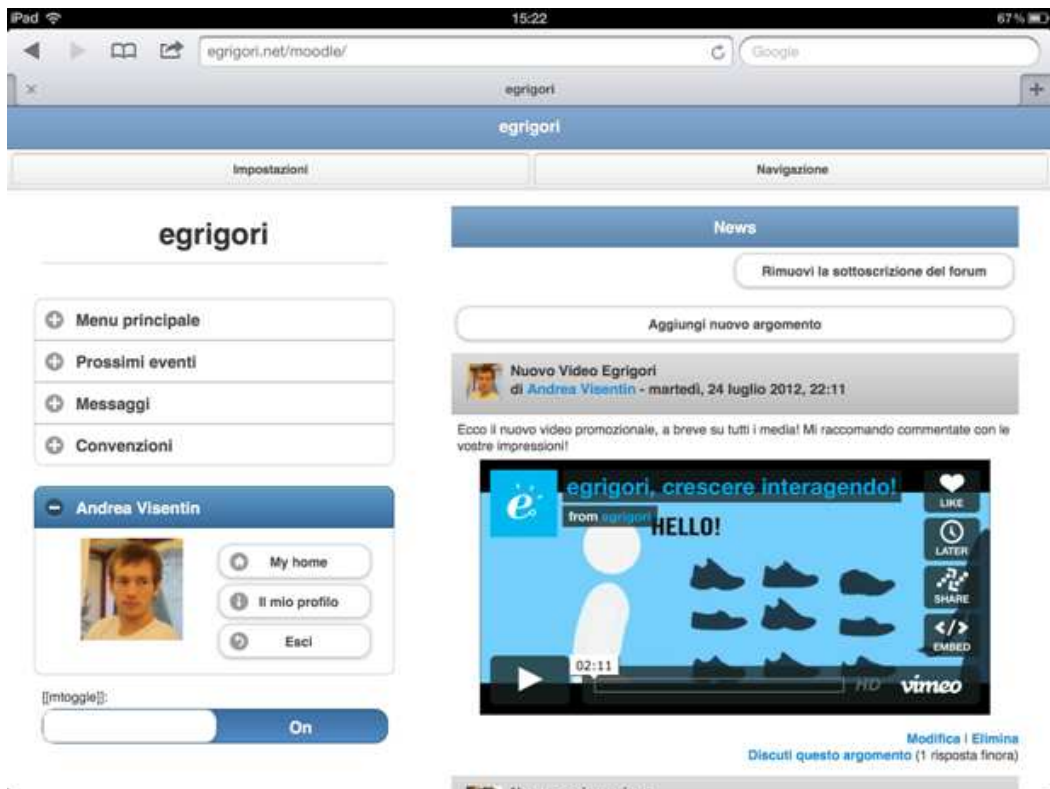 iPad 15:22 67%
egrigori.net/moodle/ Google
egrigori
egrigori
Impostazioni Navigazione
egrigori
Menu principale
Prossimi eventi
Messaggi
Convenzioni
Andrea Visentin
My home
Il mio profilo
Esci
[[mtoggle]]:
On
News
Rimuovi la sottoscrizione del forum
Aggiungi nuovo argomento
Nuovo Video Egrigori
di Andrea Visentin - martedì, 24 luglio 2012, 22:11
Ecco il nuovo video promozionale, a breve su tutti i media! Mi raccomando commentate con le
vostre impressioni!
e
egrigori, crescere interagendo!
from egrigori
HELLO!
LIKE
LATER
SHARE
</>
EMBED
02:11
HD vimeo
Modifica | Elimina
Discuti questo argomento (1 risposta finora)